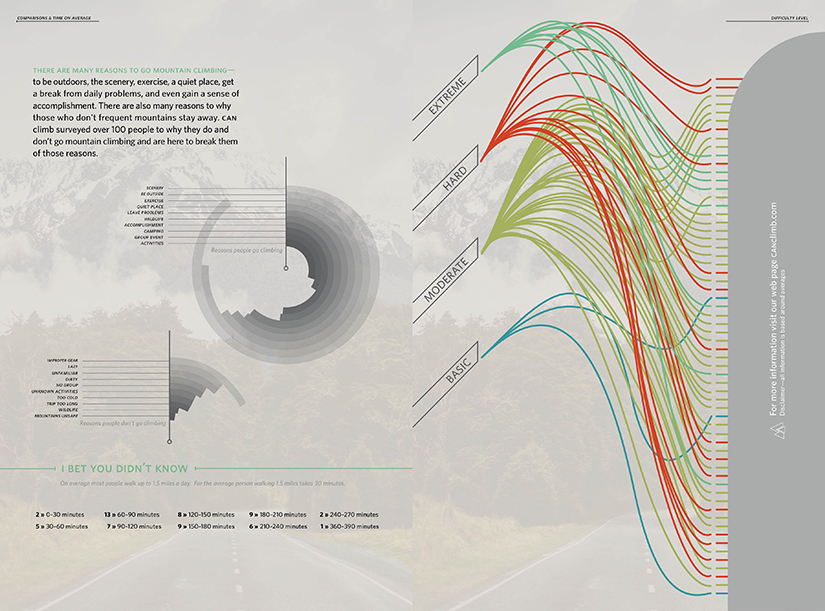 COMPARISONS & TIME ON AVERAGE
DIFFICULTY LEVEL
THERE ARE MANY REASONS TO GO MOUNTAIN CLIMBING—
to be outdoors, the scenery, exercise, a quiet place, get
a break from daily problems, and even gain a sense of
accomplishment. There are also many reasons to why
those who don't frequent mountains stay away. CAN
climb surveyed over 100 people to why they do and
don't go mountain climbing and are here to break them
of those reasons.
SCENERY
BE OUTSIDE
EXERCISE
QUIET PLACE
LEAVE PROBLEMS
WILDLIFE
ACCOMPLISHMENT
CAMPING
GROUP EVENT
ACTIVITIES
Reasons people go climbing
IMPROPER GEAR
LAZY
UNFAMILIAR
DIRTY
NO GROUP
UNKNOWN ACTIVITIES
TOO COLD
TRIP TOO LONG
WILDLIFE
MOUNTAINS UNSAFE
Reasons people don't go climbing
I BET YOU DIDN'T KNOW
On average most people walk up to 1.5 miles a day. For the average person walking 1.5 miles takes 30 minutes.
2 » 0-30 minutes
13 » 60-90 minutes
8 » 120-150 minutes
9 » 180-210 minutes
2 » 240-270 minutes
5 » 30-60 minutes
7 » 90-120 minutes
9 » 150-180 minutes
6 » 210-240 minutes
1 » 360-390 minutes
EXTREME
HARD
MODERATE
BASIC
For more information visit our web page CANclimb.com
Disclaimer—all information is based around averages